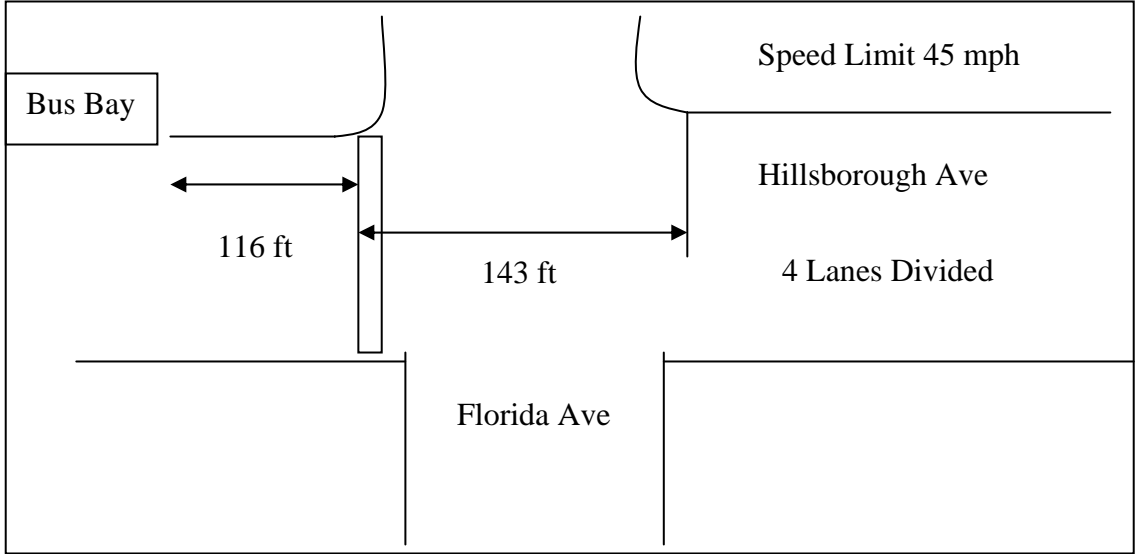 Speed Limit 45 mph
Bus Bay
Hillsborough Ave
116 ft
143 ft
4 Lanes Divided
Florida Ave